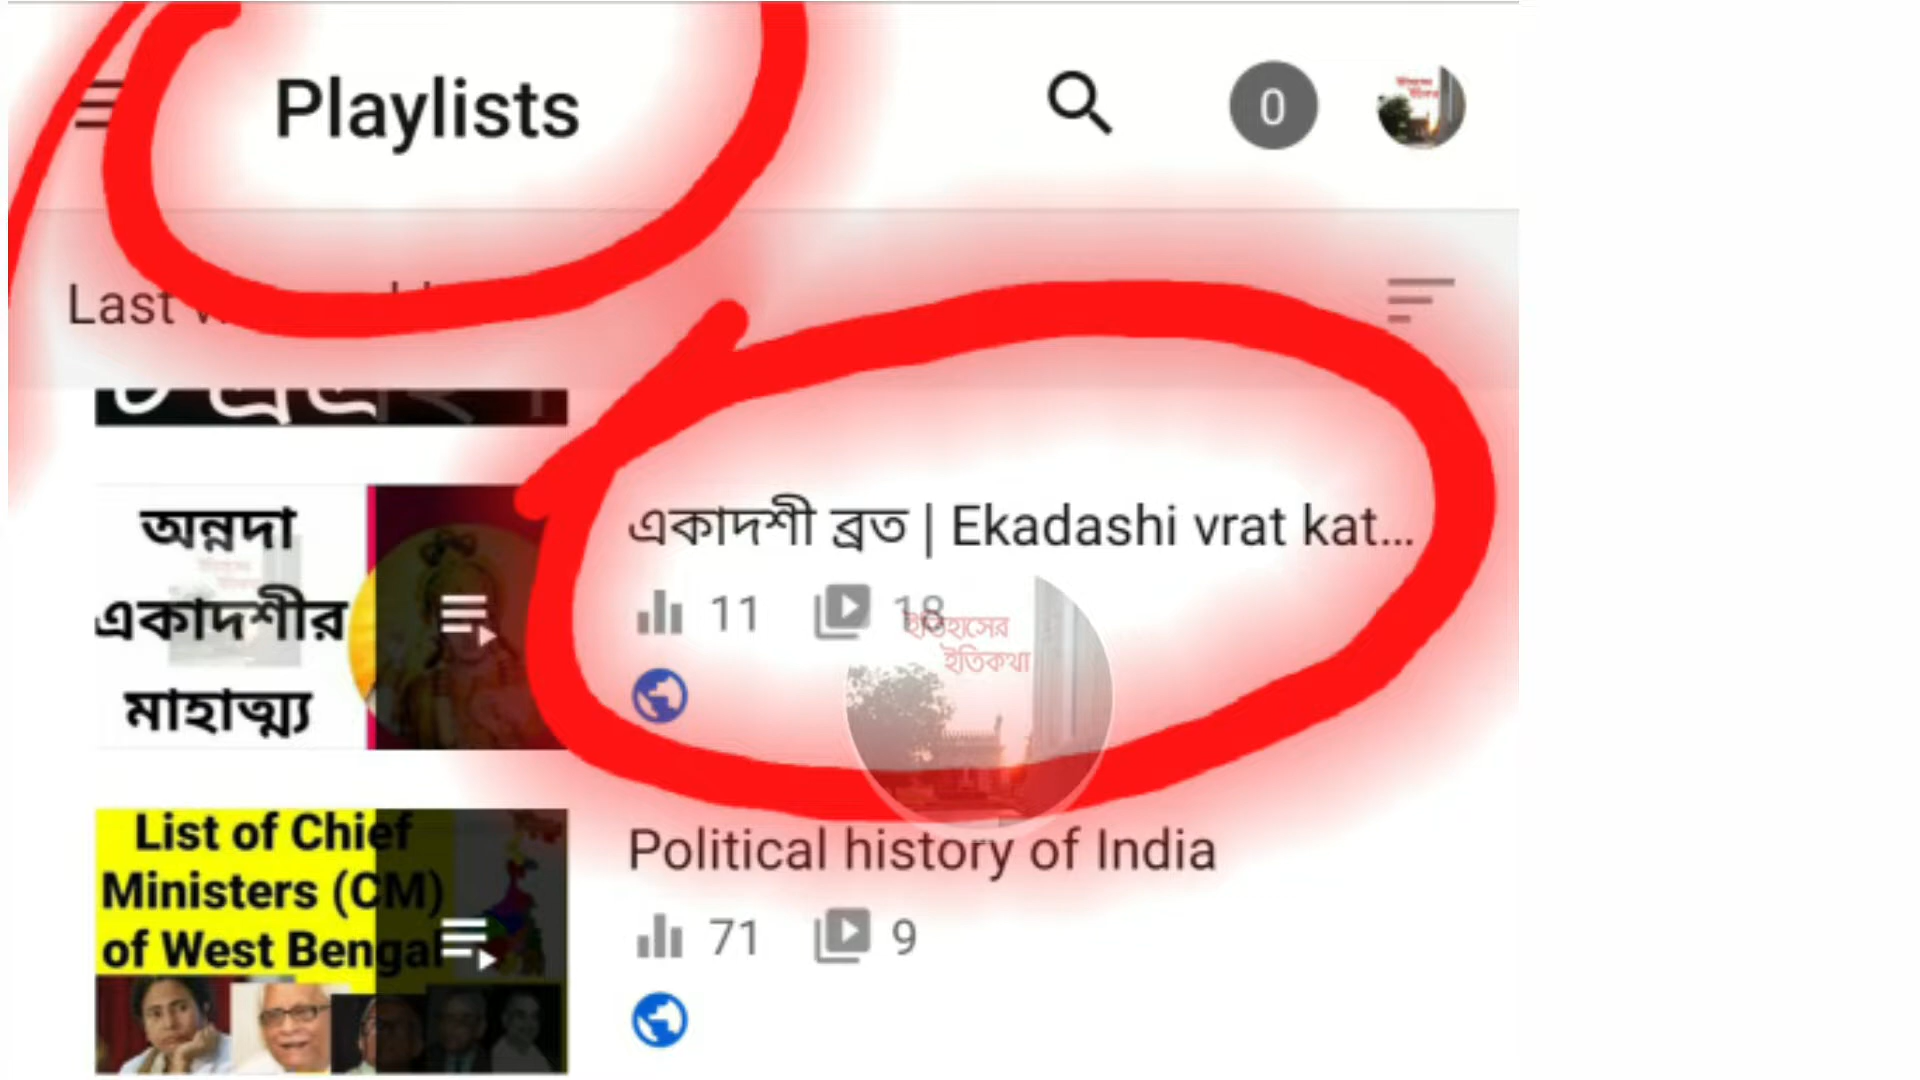 Playlists
0
Last
অন্নদা
একাদশীর
মাহাত্ম্য
একাদশী ব্রত | Ekadashi vrat kat...
11 18
ইতিহাসের
ইতিকথা
List of Chief
Ministers (CM)
of West Bengal
Political history of India
71 9